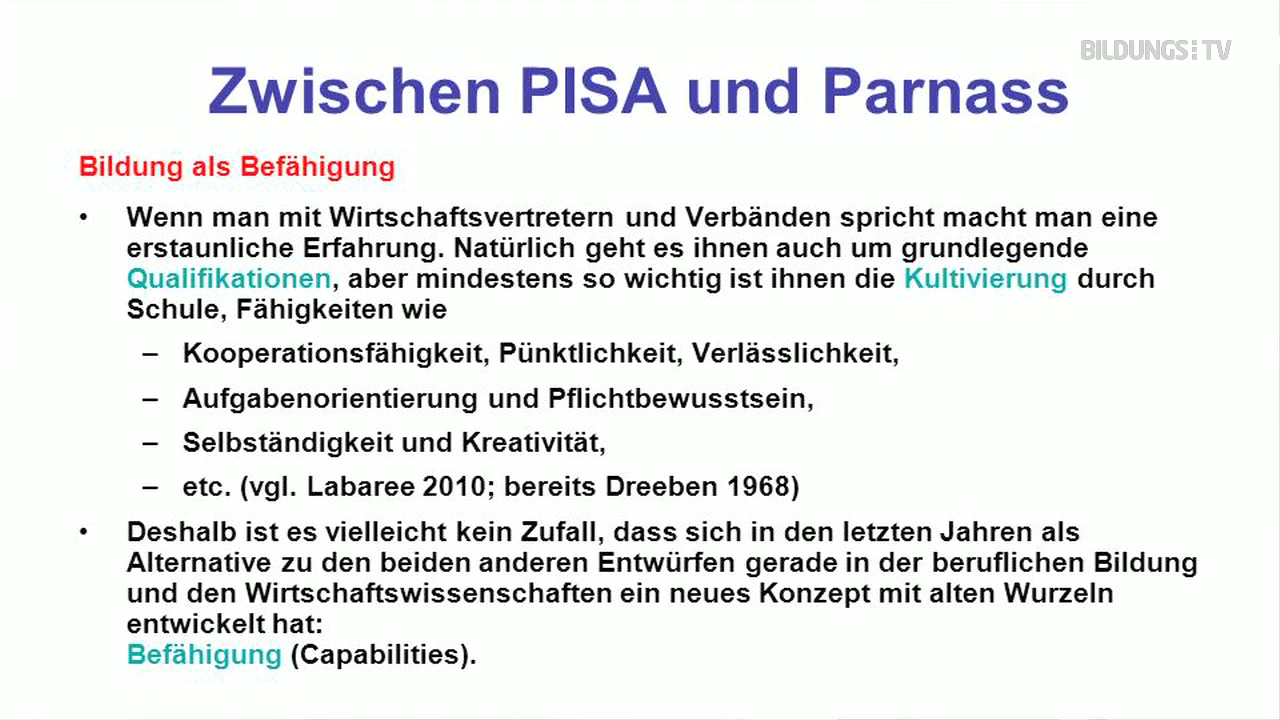 BILDUNGS:TV
Zwischen PISA und Parnass
Bildung als Befähigung
• Wenn man mit Wirtschaftsvertretern und Verbänden spricht macht man eine
erstaunliche Erfahrung. Natürlich geht es ihnen auch um grundlegende
Qualifikationen, aber mindestens so wichtig ist ihnen die Kultivierung durch
Schule, Fähigkeiten wie
– Kooperationsfähigkeit, Pünktlichkeit, Verlässlichkeit,
– Aufgabenorientierung und Pflichtbewusstsein,
– Selbständigkeit und Kreativität,
– etc. (vgl. Labaree 2010; bereits Dreeben 1968)
• Deshalb ist es vielleicht kein Zufall, dass sich in den letzten Jahren als
Alternative zu den beiden anderen Entwürfen gerade in der beruflichen Bildung
und den Wirtschaftswissenschaften ein neues Konzept mit alten Wurzeln
entwickelt hat:
Befähigung (Capabilities).